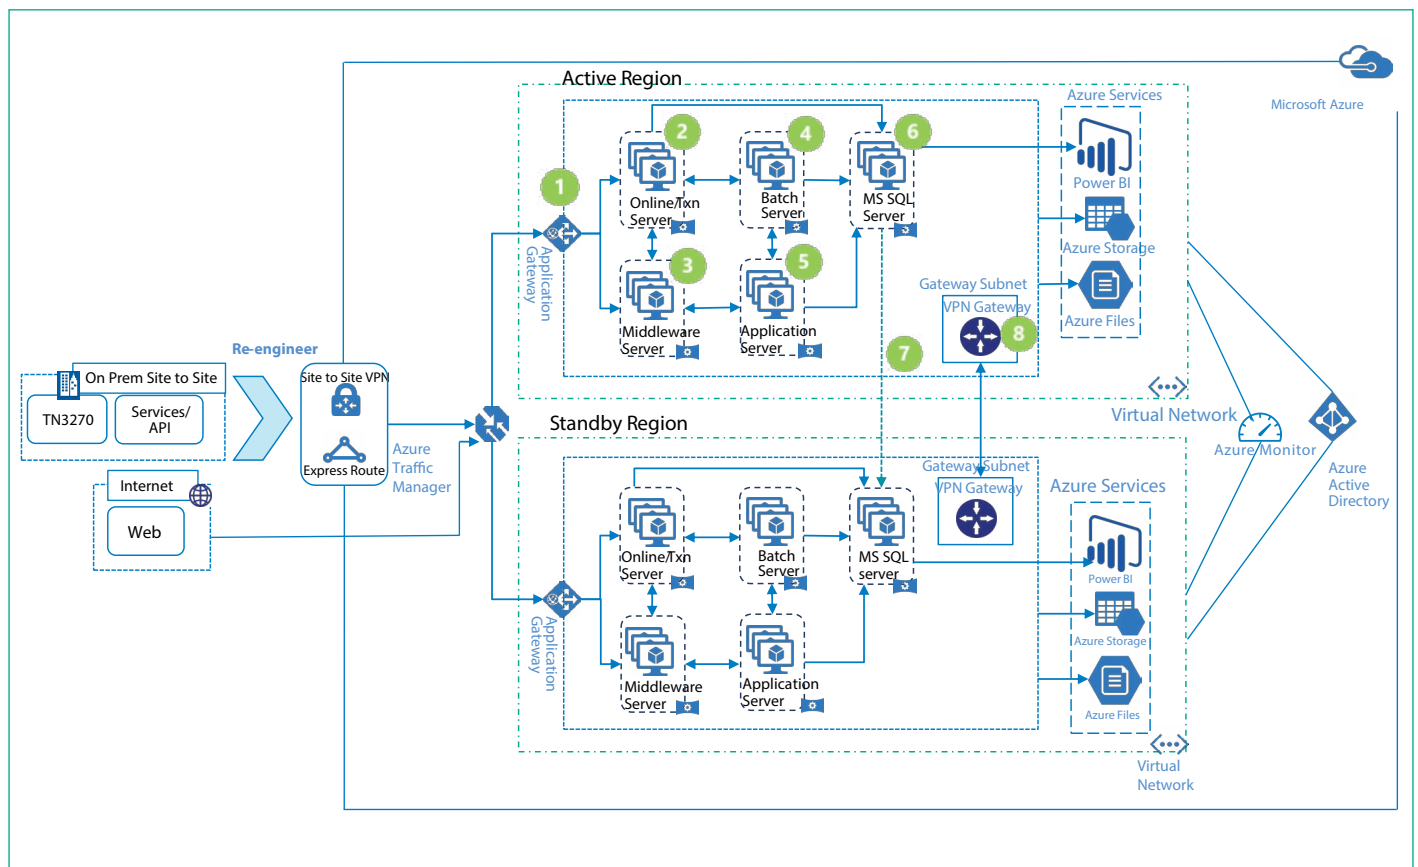 Microsoft Azure
Active Region
Azure Services
1
2
4
6
Online/Txn
Server
Batch
Server
MS SQL
Server
Power BI
Azure Storage
Azure Files
Application
Gateway
3
5
Middleware
Server
Application
Server
7
Gateway Subnet
VPN Gateway
8
Virtual Network
Re-engineer
On Prem Site to Site
TN3270
Services/
API
Internet
Web
Site to Site VPN
Express Route
Azure
Traffic
Manager
Azure Monitor
Azure
Active
Directory
Standby Region
Gateway Subnet
VPN Gateway
Azure Services
Online/Txn
Server
Batch
Server
MS SQL
server
Power BI
Azure Storage
Azure Files
Application
Gateway
Middleware
Server
Application
Server
Virtual
Network